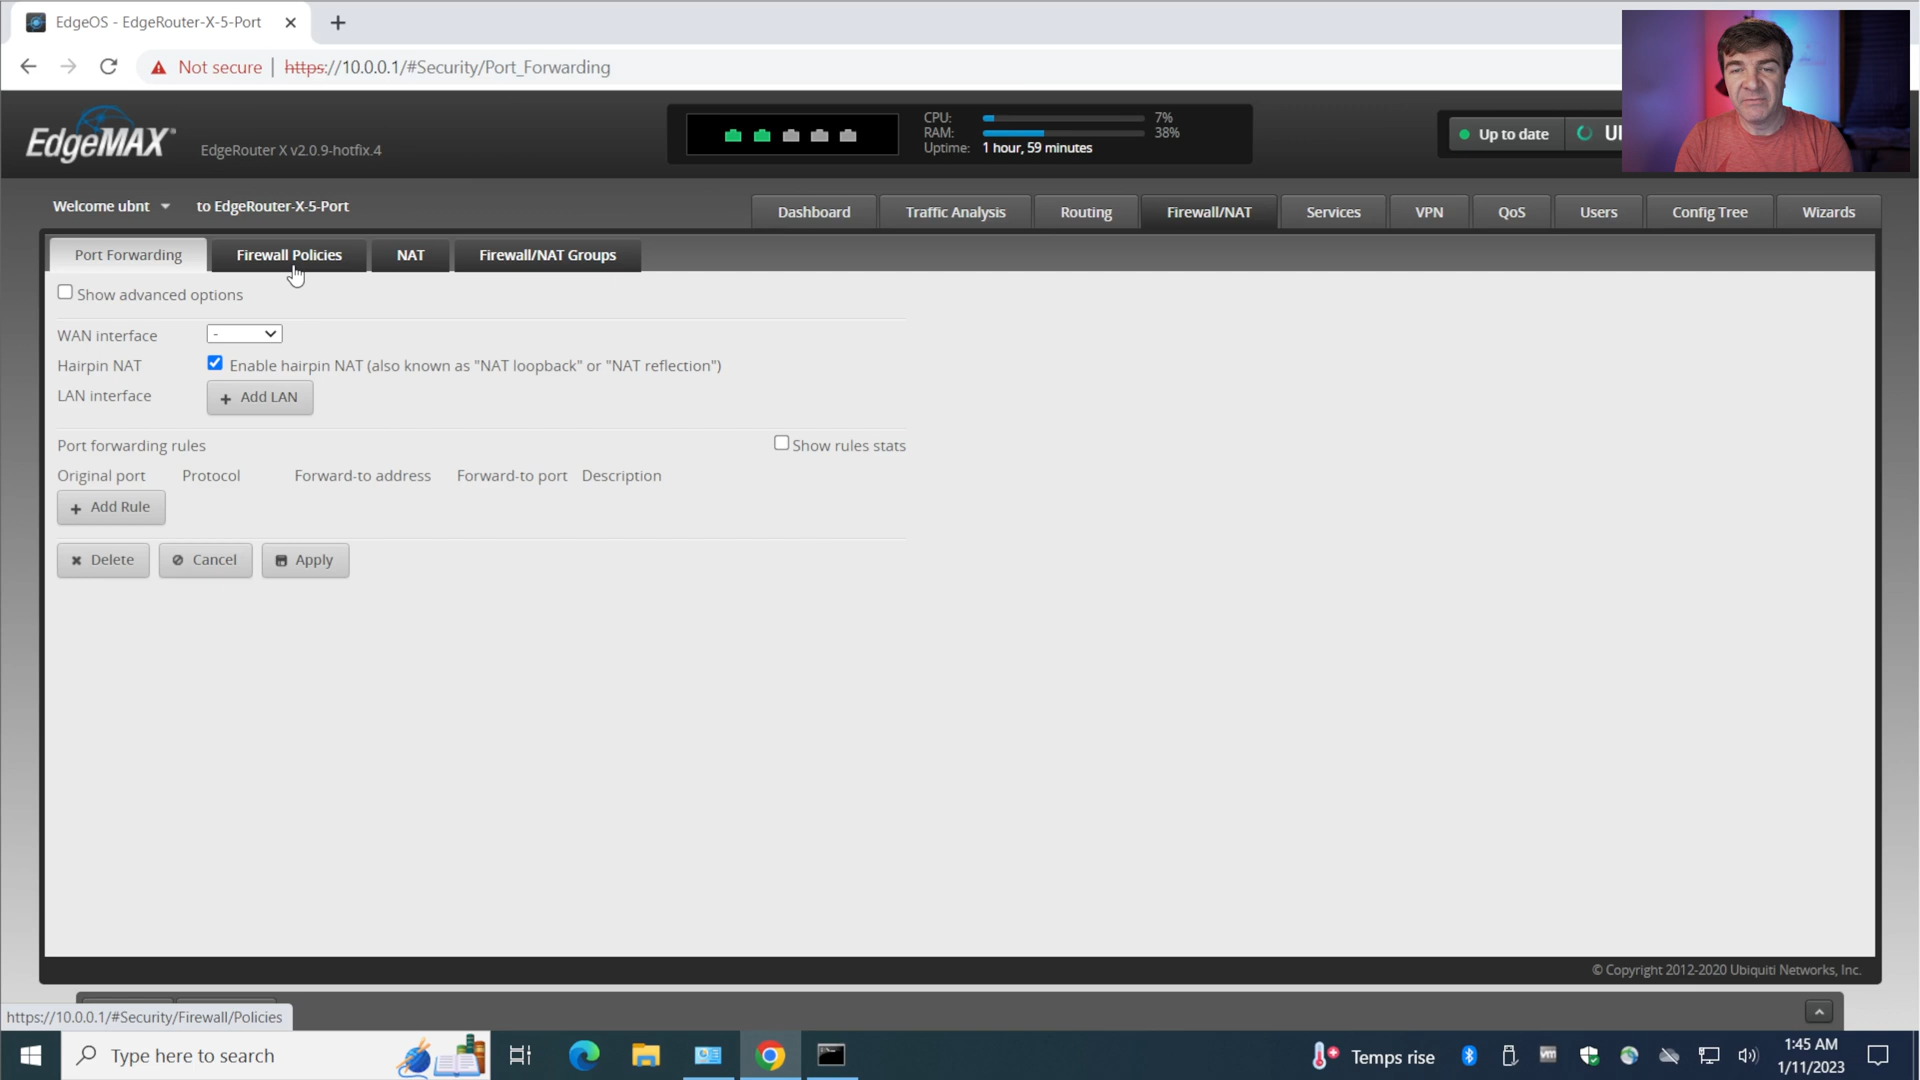 EdgeOS - EdgeRouter-X-5-Port
Not secure | https://10.0.0.1/#Security/Port_Forwarding
EdgeMAX
EdgeRouter X v2.0.9-hotfix.4
CPU: 7%
RAM: 38%
Uptime: 1 hour, 59 minutes
Up to date
UI
Welcome ubnt
to EdgeRouter-X-5-Port
Dashboard
Traffic Analysis
Routing
Firewall/NAT
Services
VPN
QoS
Users
Config Tree
Wizards
Port Forwarding
Firewall Policies
NAT
Firewall/NAT Groups
Show advanced options
WAN interface -
Hairpin NAT Enable hairpin NAT (also known as "NAT loopback" or "NAT reflection")
LAN interface + Add LAN
Port forwarding rules
Show rules stats
Original port Protocol Forward-to address Forward-to port Description
+ Add Rule
Delete
Cancel
Apply
© Copyright 2012-2020 Ubiquiti Networks, Inc.
https://10.0.0.1/#Security/Firewall/Policies
Type here to search
Temps rise
vm
1:45 AM
1/11/2023